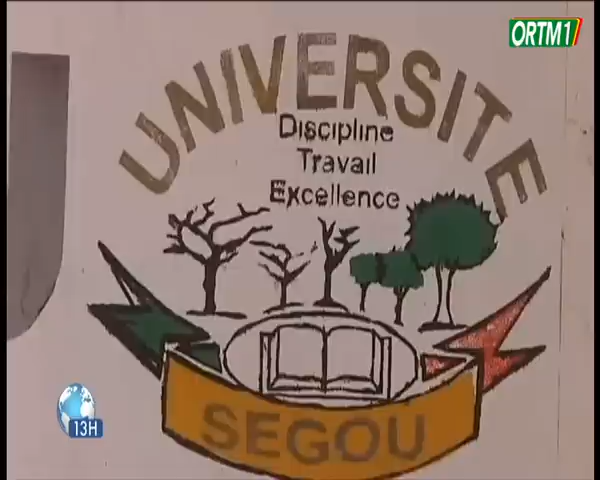 ORTM1
UNIVERSITE
Discipline
Travail
Excellence
SEGOU
13H